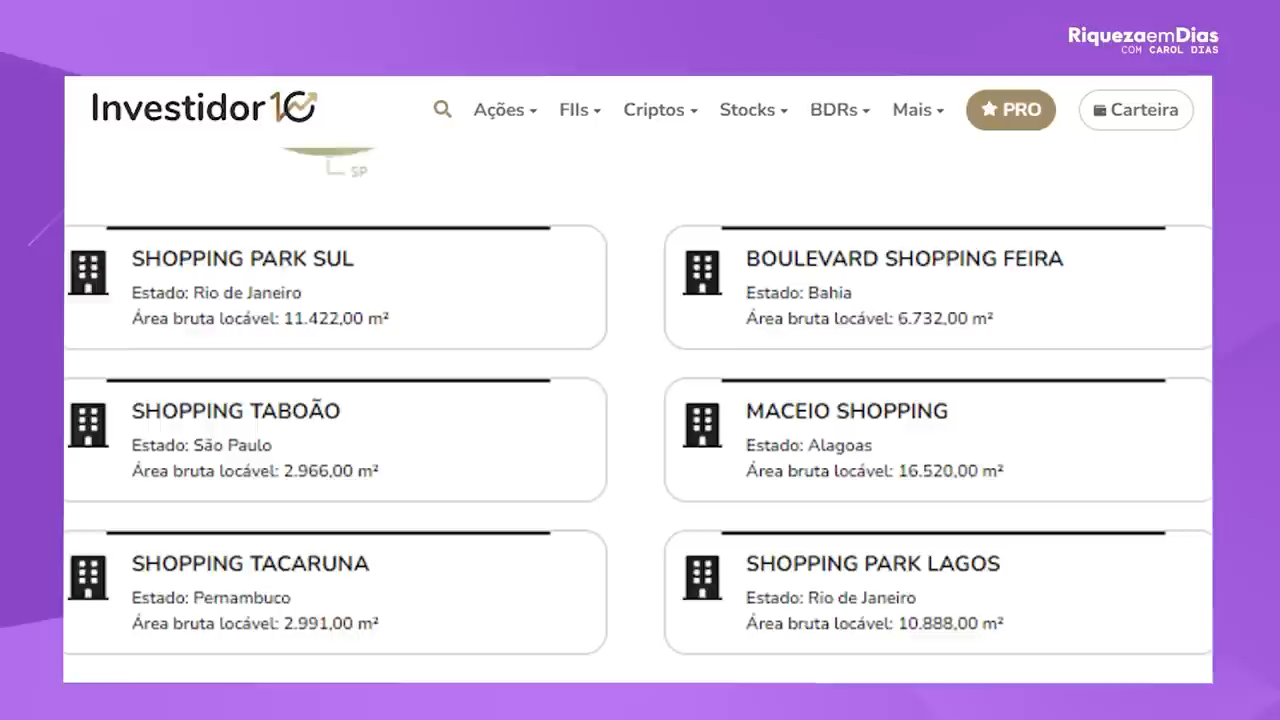 RiquezaemDias
COM CAROL DIAS
Investidor 10
Ações
FIIs
Criptos
Stocks
BDRs
Mais
PRO
Carteira
SP
SHOPPING PARK SUL
Estado: Rio de Janeiro
Área bruta locável: 11.422,00 m²
BOULEVARD SHOPPING FEIRA
Estado: Bahia
Área bruta locável: 6.732,00 m²
SHOPPING TABOÃO
Estado: São Paulo
Área bruta locável: 2.966,00 m²
MACEIO SHOPPING
Estado: Alagoas
Área bruta locável: 16.520,00 m²
SHOPPING TACARUNA
Estado: Pernambuco
Área bruta locável: 2.991,00 m²
SHOPPING PARK LAGOS
Estado: Rio de Janeiro
Área bruta locável: 10.888,00 m²